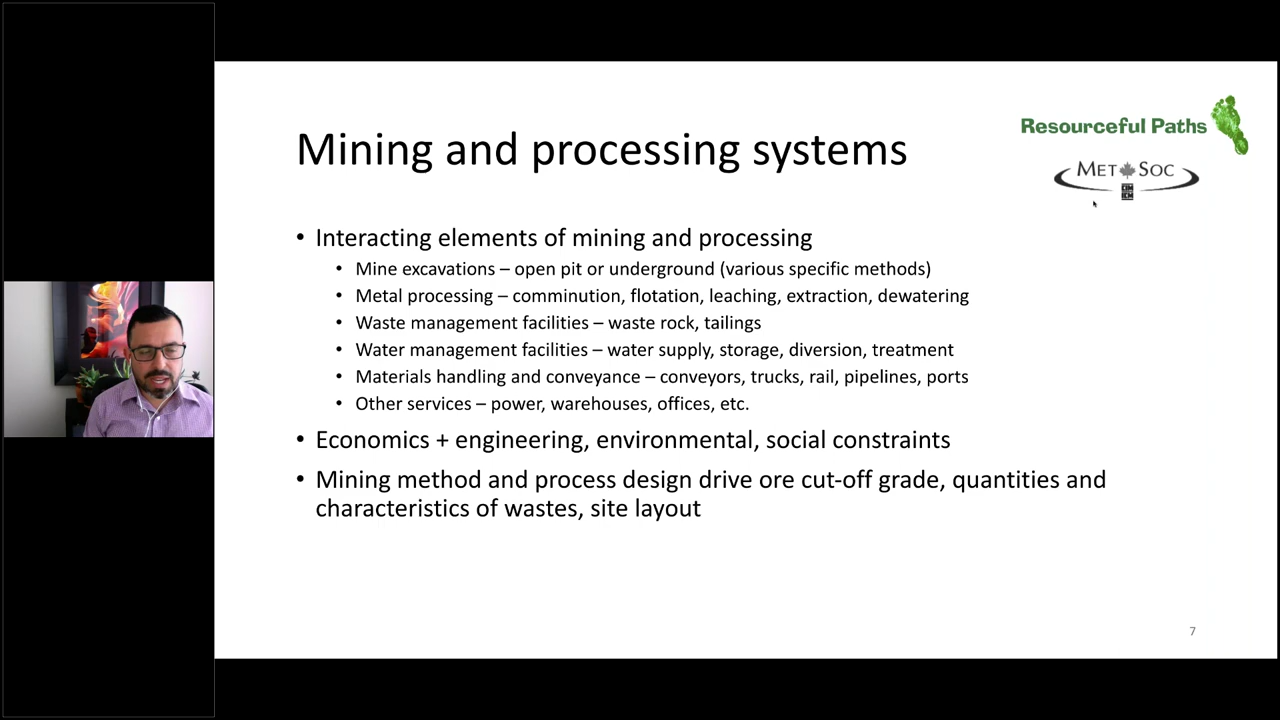 Resourceful Paths
MET SOC
CIM
ICM
Mining and processing systems
• Interacting elements of mining and processing
• Mine excavations – open pit or underground (various specific methods)
• Metal processing – comminution, flotation, leaching, extraction, dewatering
• Waste management facilities – waste rock, tailings
• Water management facilities – water supply, storage, diversion, treatment
• Materials handling and conveyance – conveyors, trucks, rail, pipelines, ports
• Other services – power, warehouses, offices, etc.
• Economics + engineering, environmental, social constraints
• Mining method and process design drive ore cut-off grade, quantities and
characteristics of wastes, site layout
7